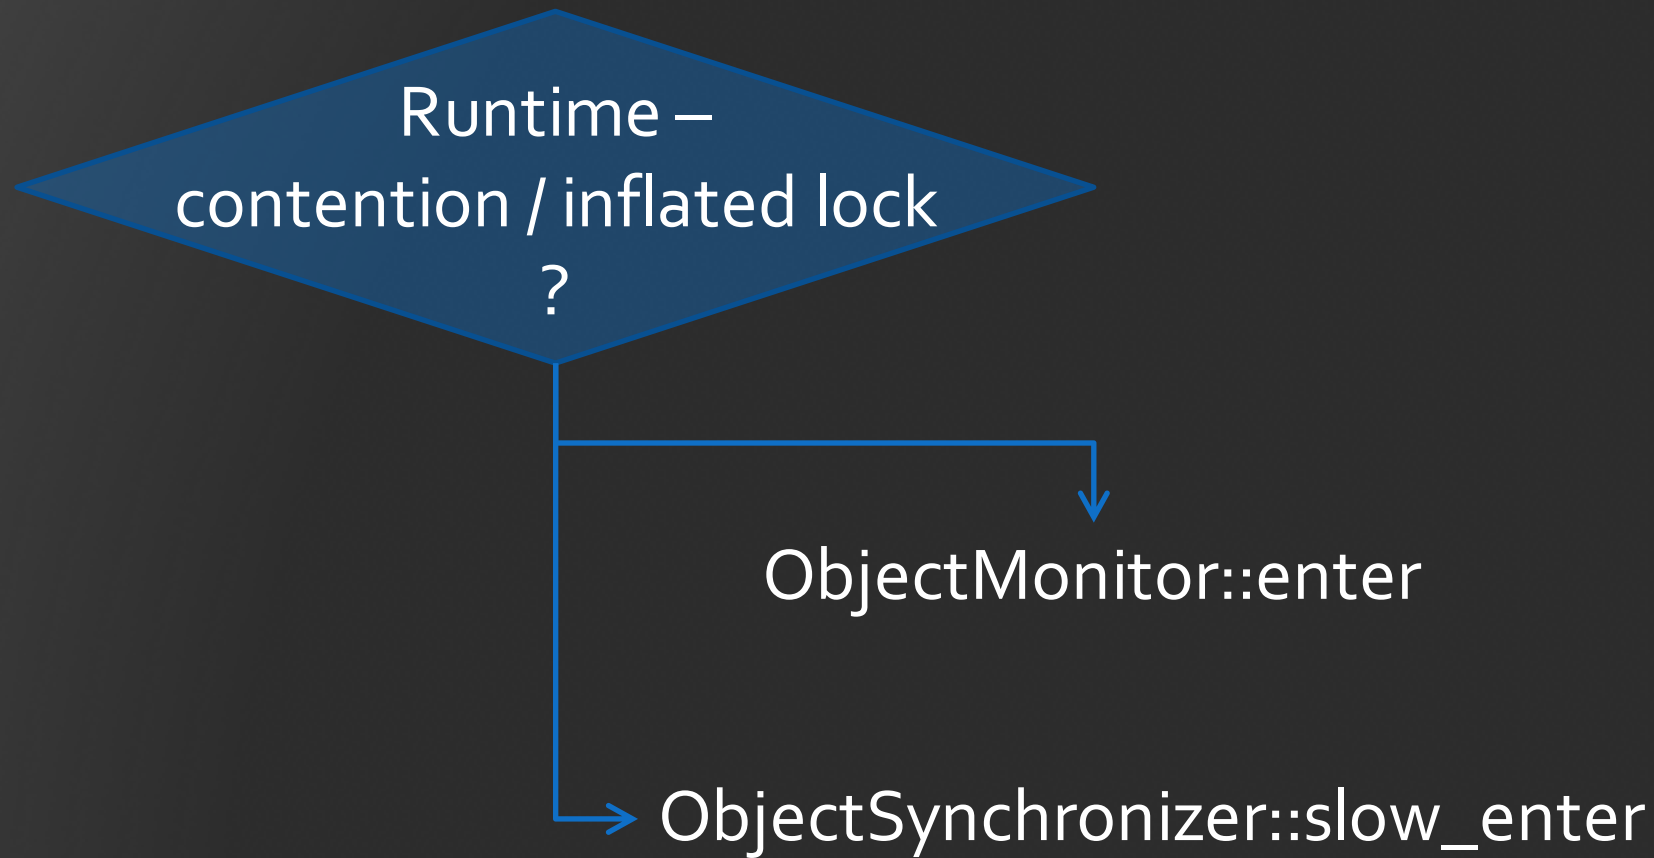 Runtime –
contention / inflated lock
?
ObjectMonitor::enter
ObjectSynchronizer::slow_enter